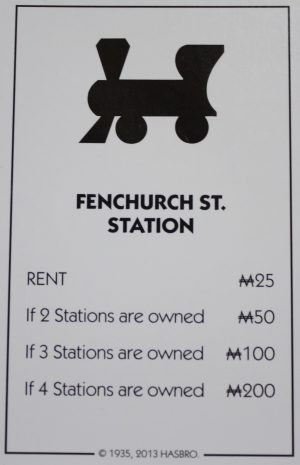 FENCHURCH ST.
STATION
RENT ₩25
If 2 Stations are owned ₩50
If 3 Stations are owned ₩100
If 4 Stations are owned ₩200
© 1935, 2013 HASBRO.